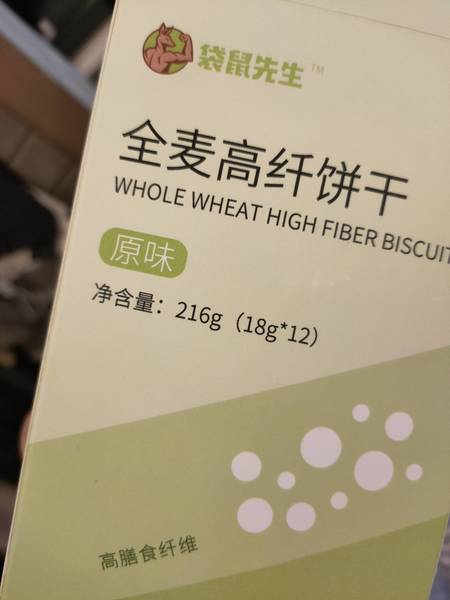 袋鼠先生 TM
全麦高纤饼干
WHOLE WHEAT HIGH FIBER BISCUIT
原味
净含量：216g（18g*12）
高膳食纤维